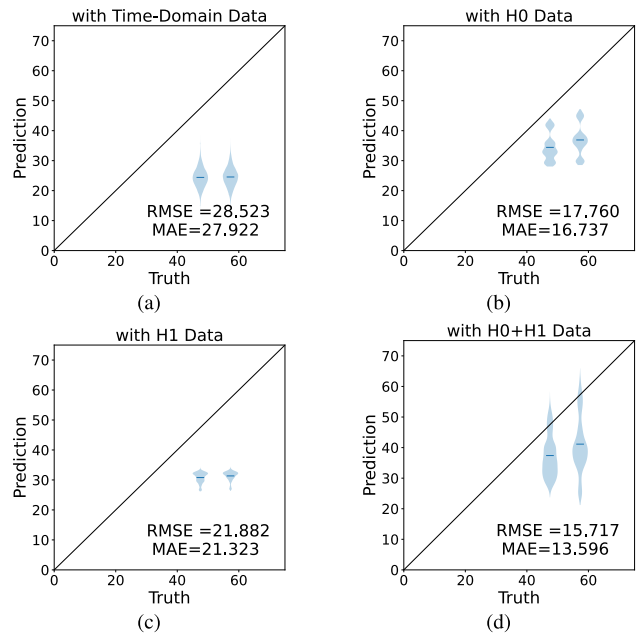 with Time-Domain Data
70
60
50
40
30
20
10
0
Prediction
RMSE =28.523
MAE=27.922
0 20 40 60
Truth
(a)
with H0 Data
70
60
50
40
30
20
10
0
Prediction
RMSE =17.760
MAE=16.737
0 20 40 60
Truth
(b)
with H1 Data
70
60
50
40
30
20
10
0
Prediction
RMSE =21.882
MAE=21.323
0 20 40 60
Truth
(c)
with H0+H1 Data
70
60
50
40
30
20
10
0
Prediction
RMSE =15.717
MAE=13.596
0 20 40 60
Truth
(d)